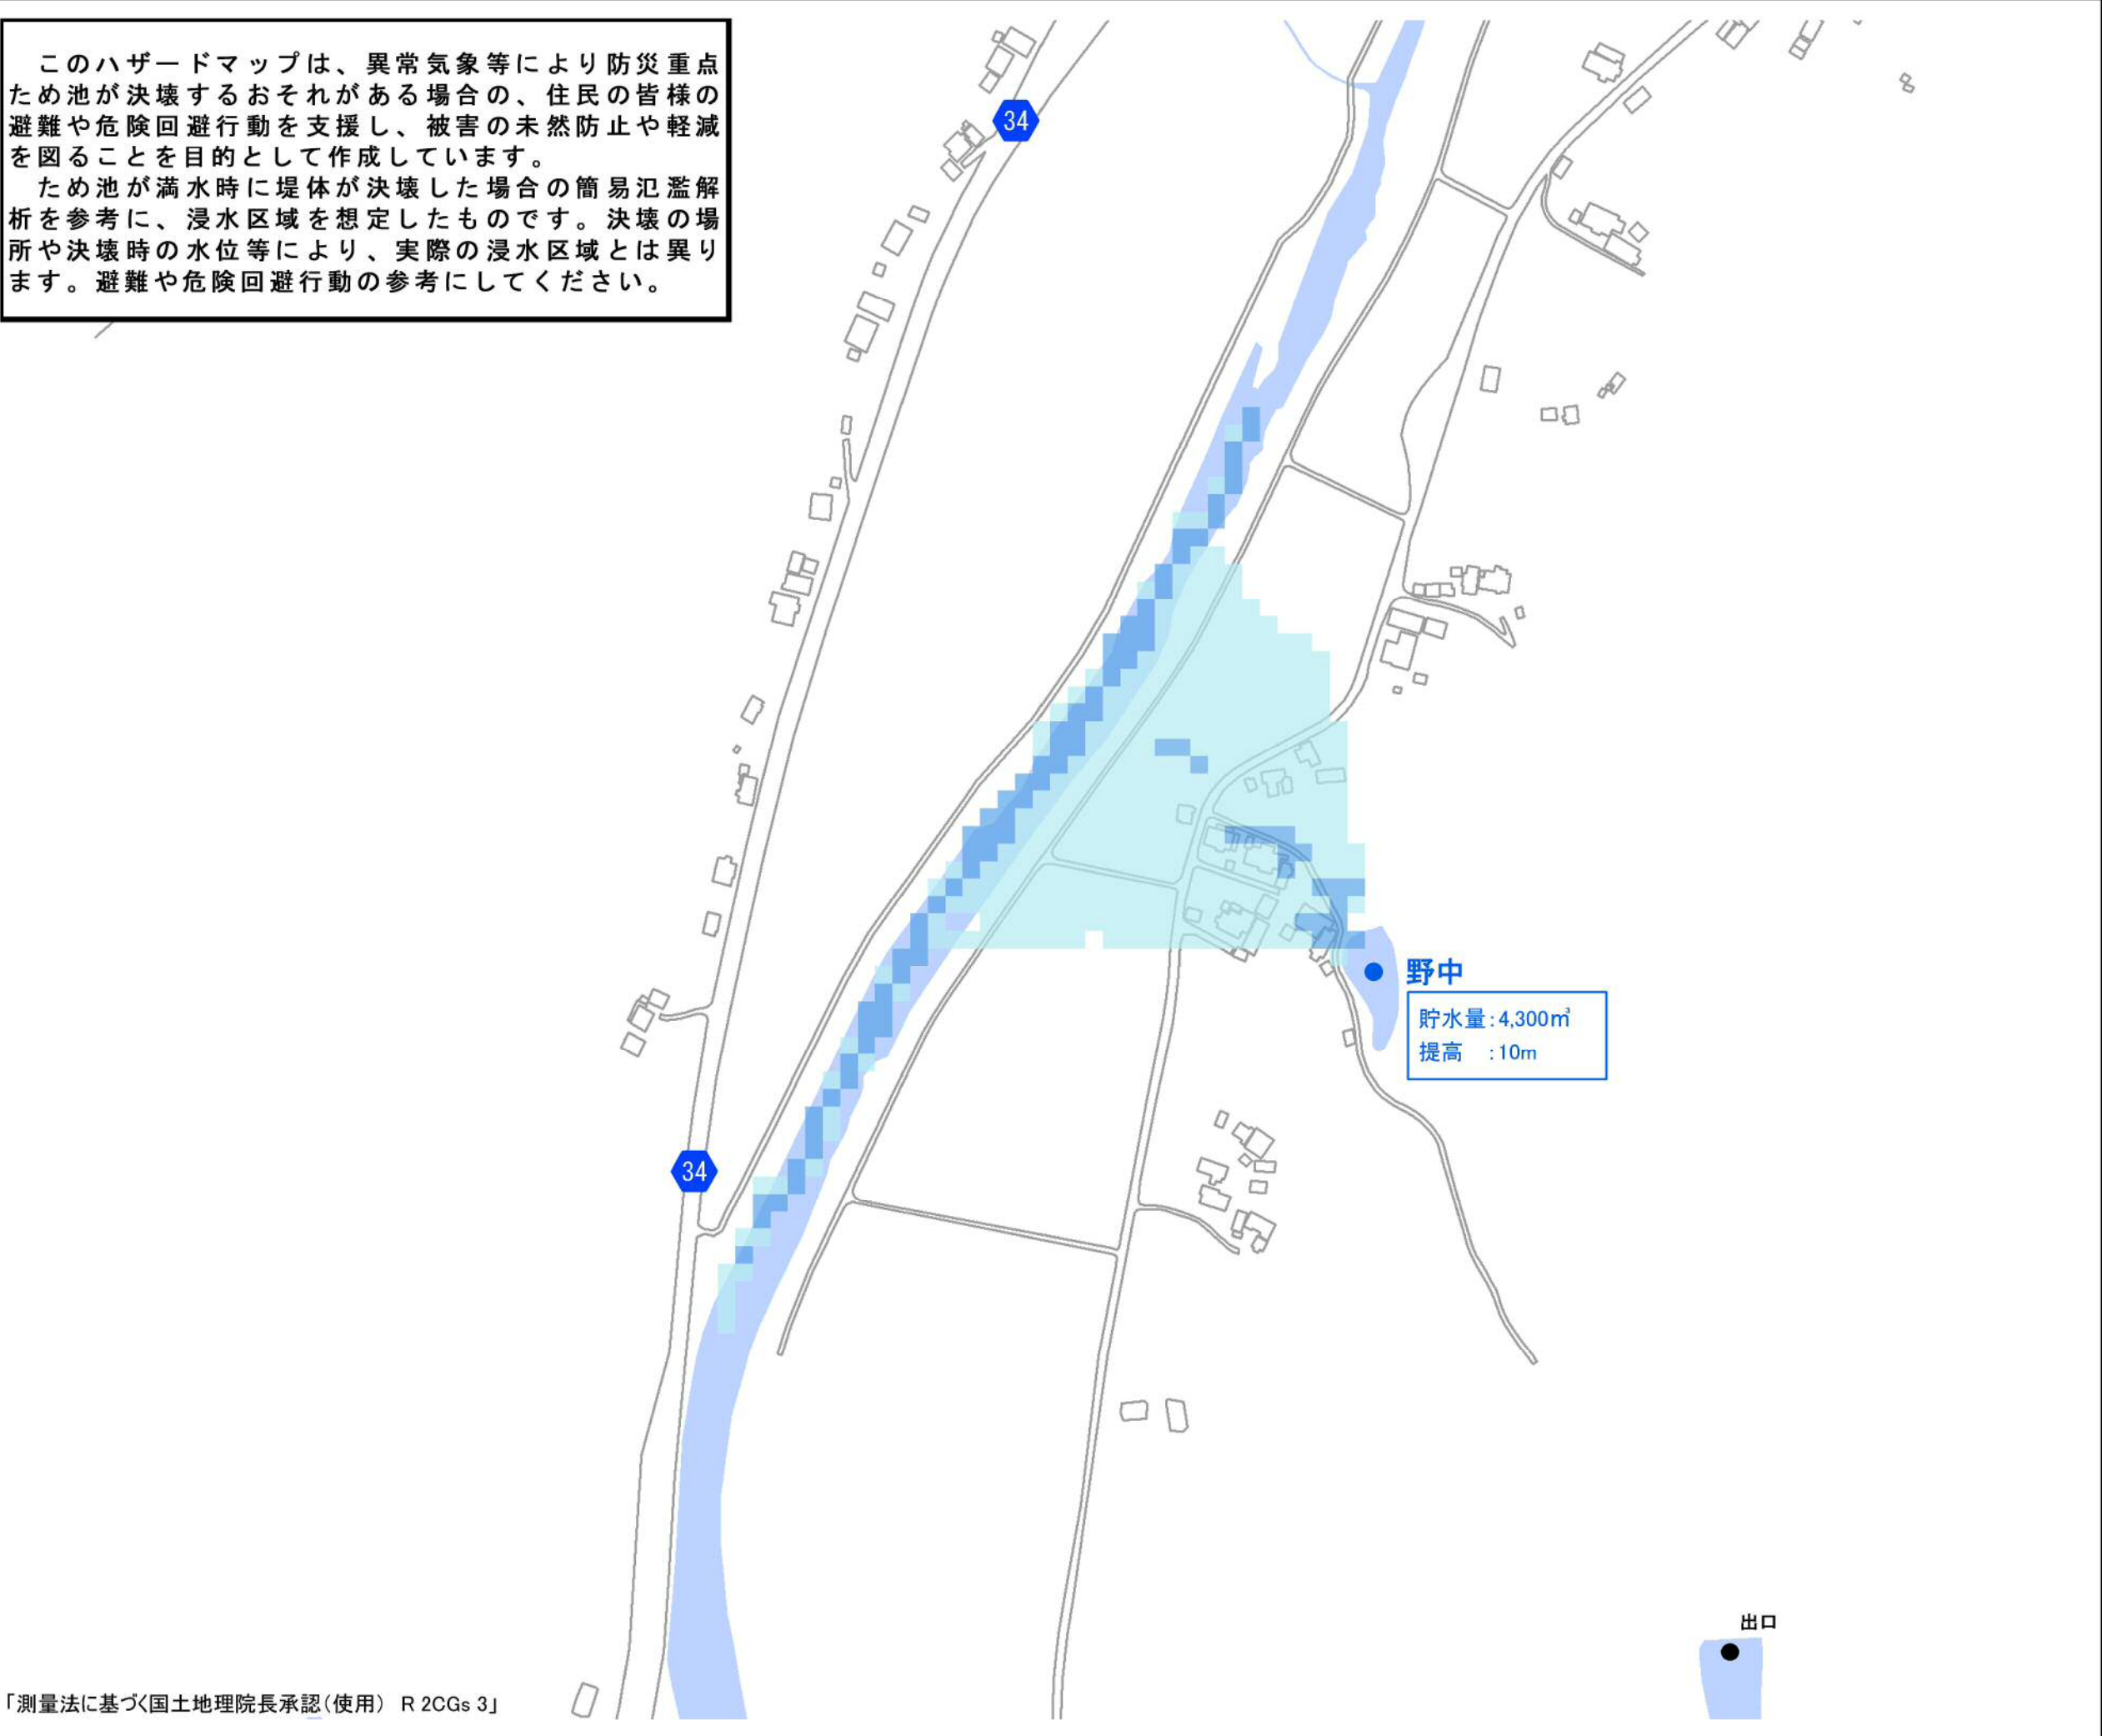 このハザードマップは、異常気象等により防災重点
ため池が決壊するおそれがある場合の、住民の皆様の
避難や危険回避行動を支援し、被害の未然防止や軽減
を図ることを目的として作成しています。
ため池が満水時に堤体が決壊した場合の簡易氾濫解
析を参考に、浸水区域を想定したものです。決壊の場
所や決壊時の水位等により、実際の浸水区域とは異り
ます。避難や危険回避行動の参考にしてください。
34
野中
貯水量:4,300㎥
提高 :10m
34
出口
「測量法に基づく国土地理院長承認(使用) R 2CGs 3」